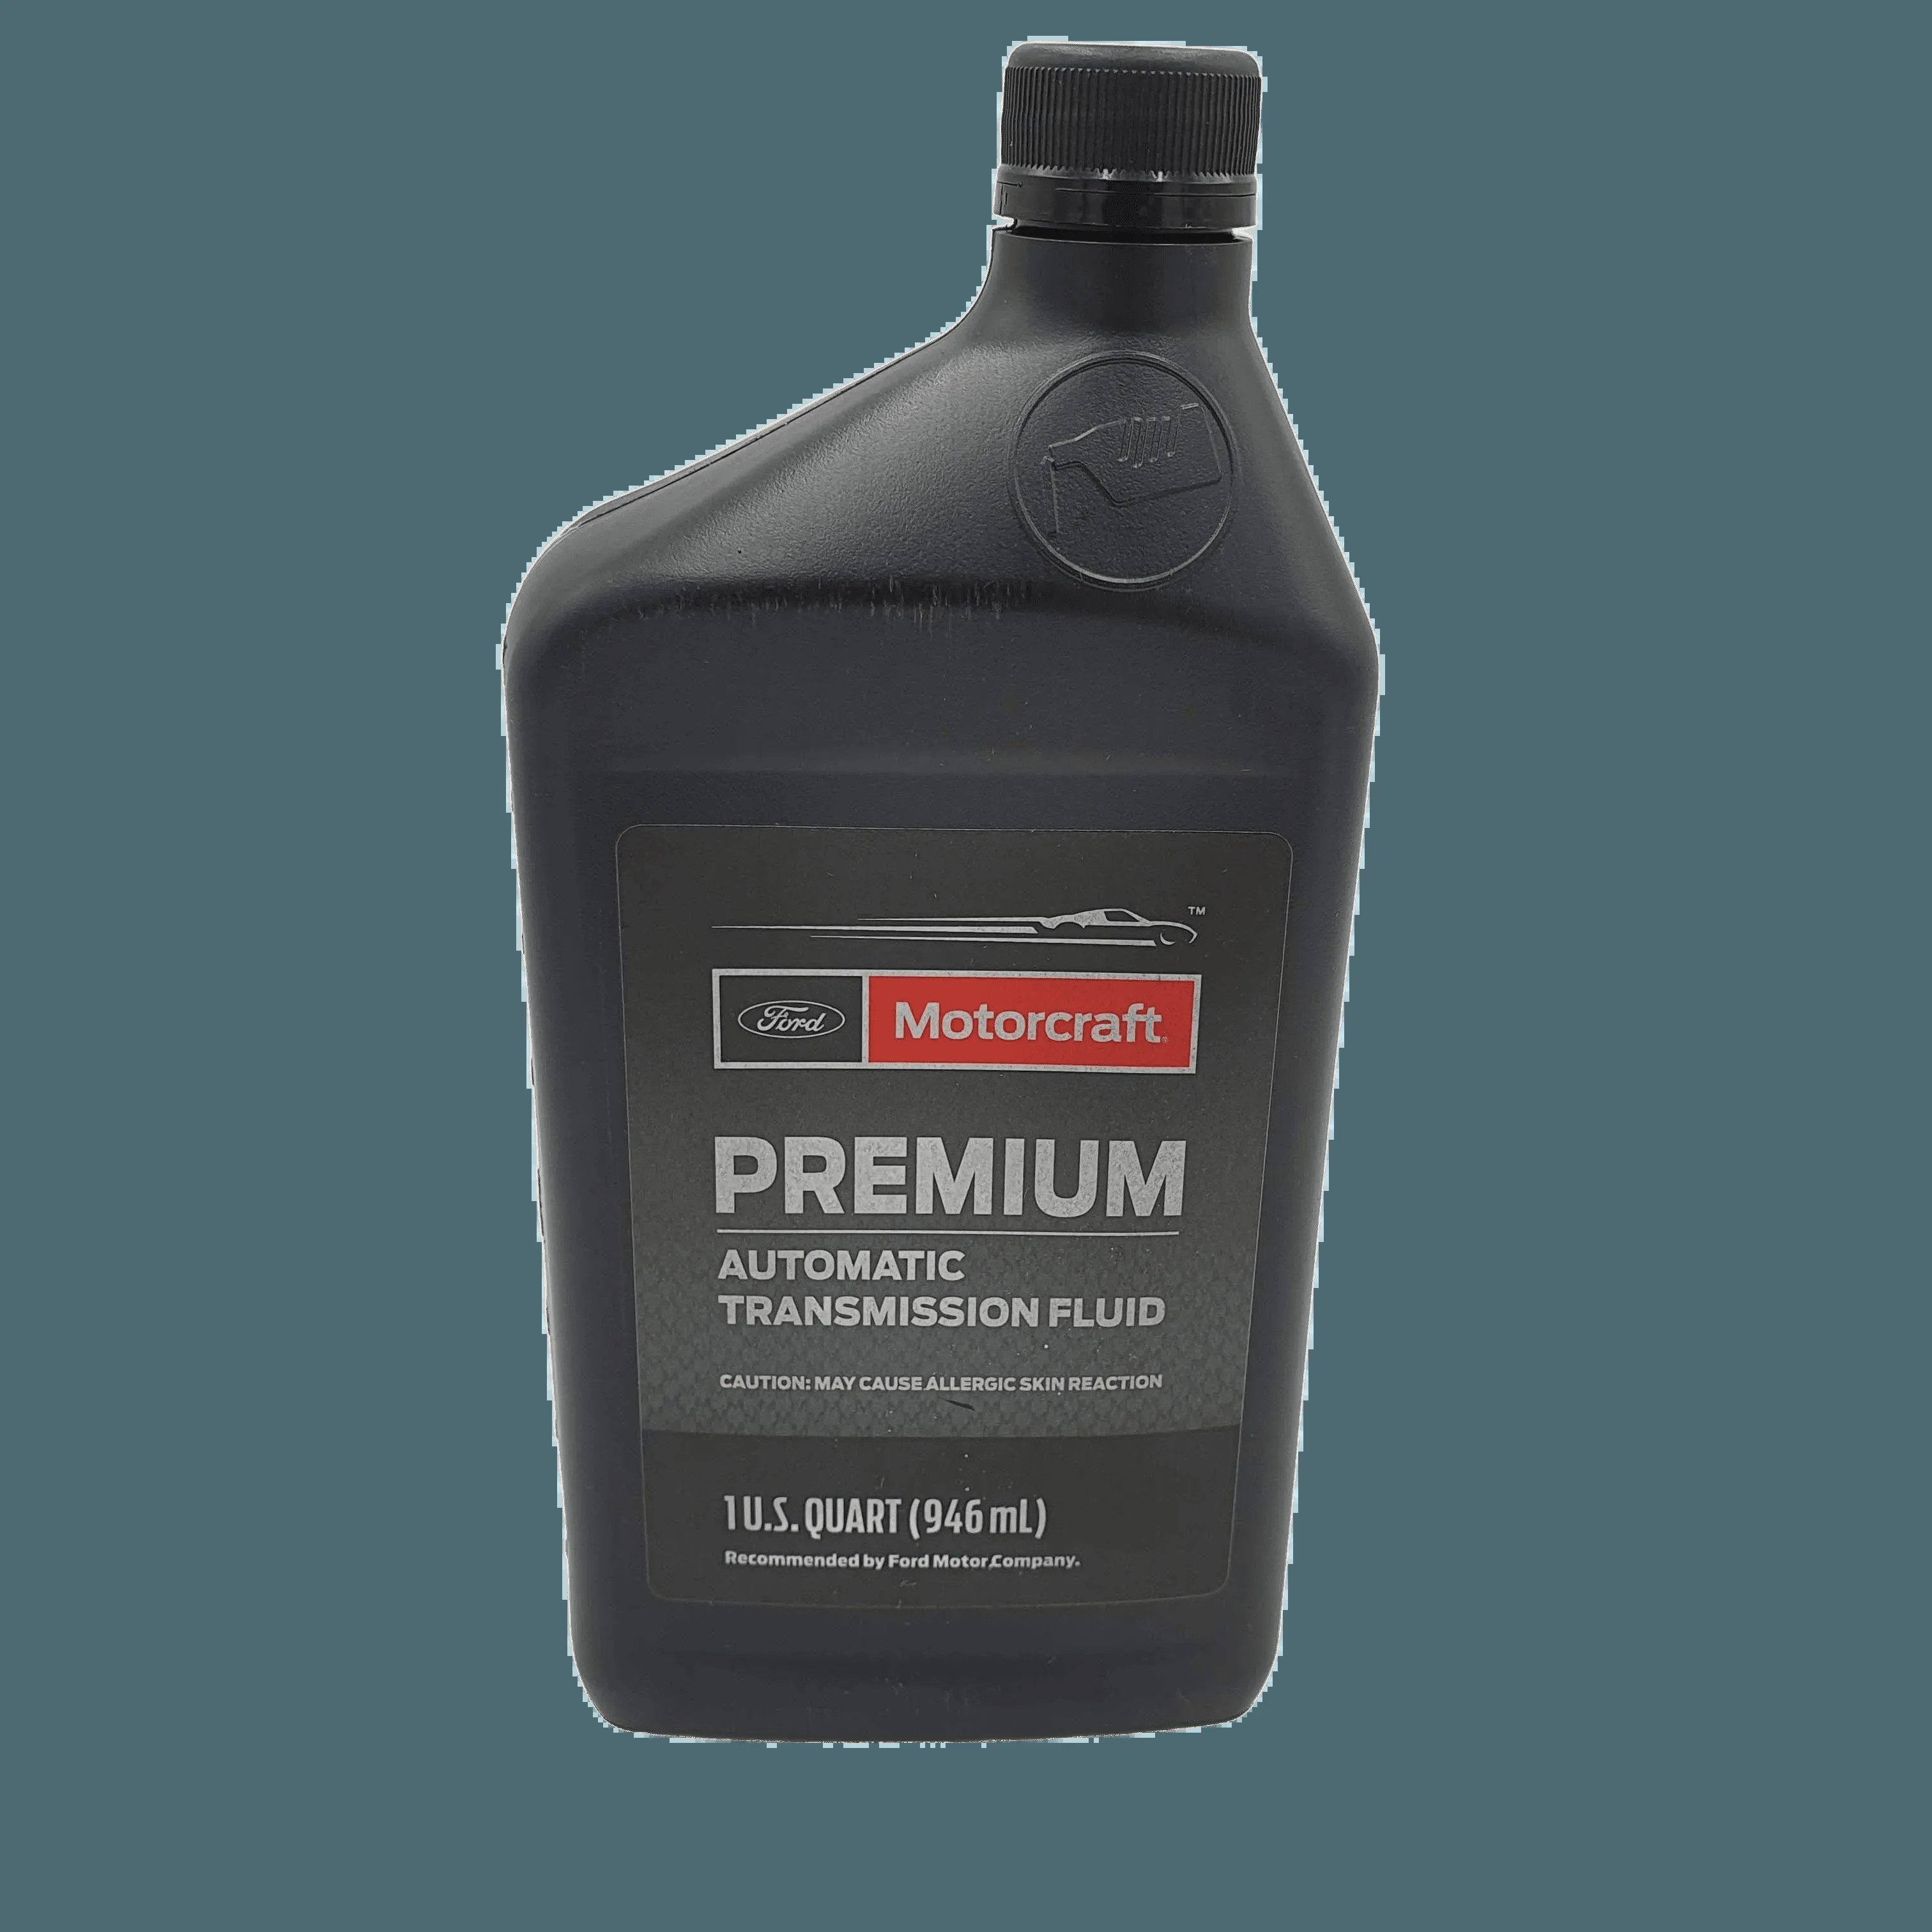 TM
Ford
Motorcraft®
PREMIUM
AUTOMATIC
TRANSMISSION FLUID
CAUTION: MAY CAUSE ALLERGIC SKIN REACTION
1 U.S. QUART (946 mL)
Recommended by Ford Motor Company.